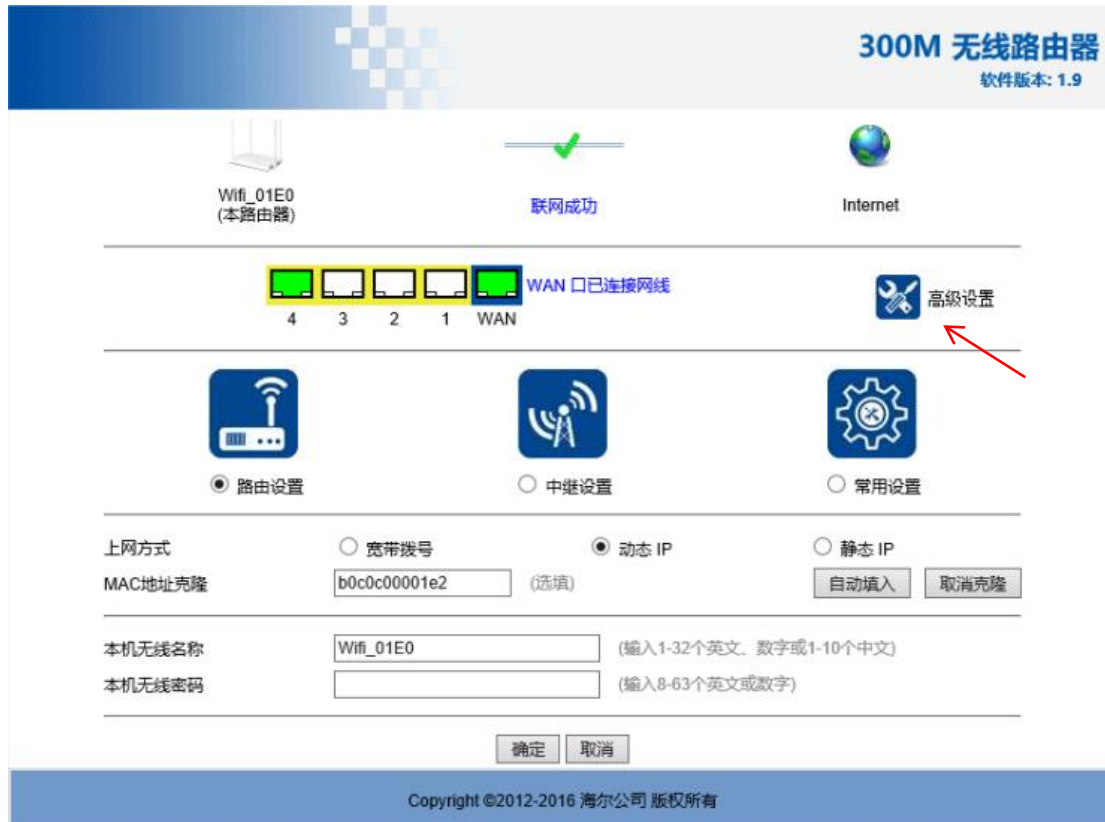 300M 无线路由器
软件版本: 1.9
Wifi_01E0
(本路由器)
联网成功
Internet
WAN 口已连接网线
高级设置
4 3 2 1 WAN
路由设置 中继设置 常用设置
上网方式 宽带拨号 动态 IP 静态 IP
MAC地址克隆 b0c0c00001e2 (选填) 自动填入 取消克隆
本机无线名称 Wifi_01E0 (输入1-32个英文、数字或1-10个中文)
本机无线密码 (输入8-63个英文或数字)
确定 取消
Copyright ©2012-2016 海尔公司 版权所有